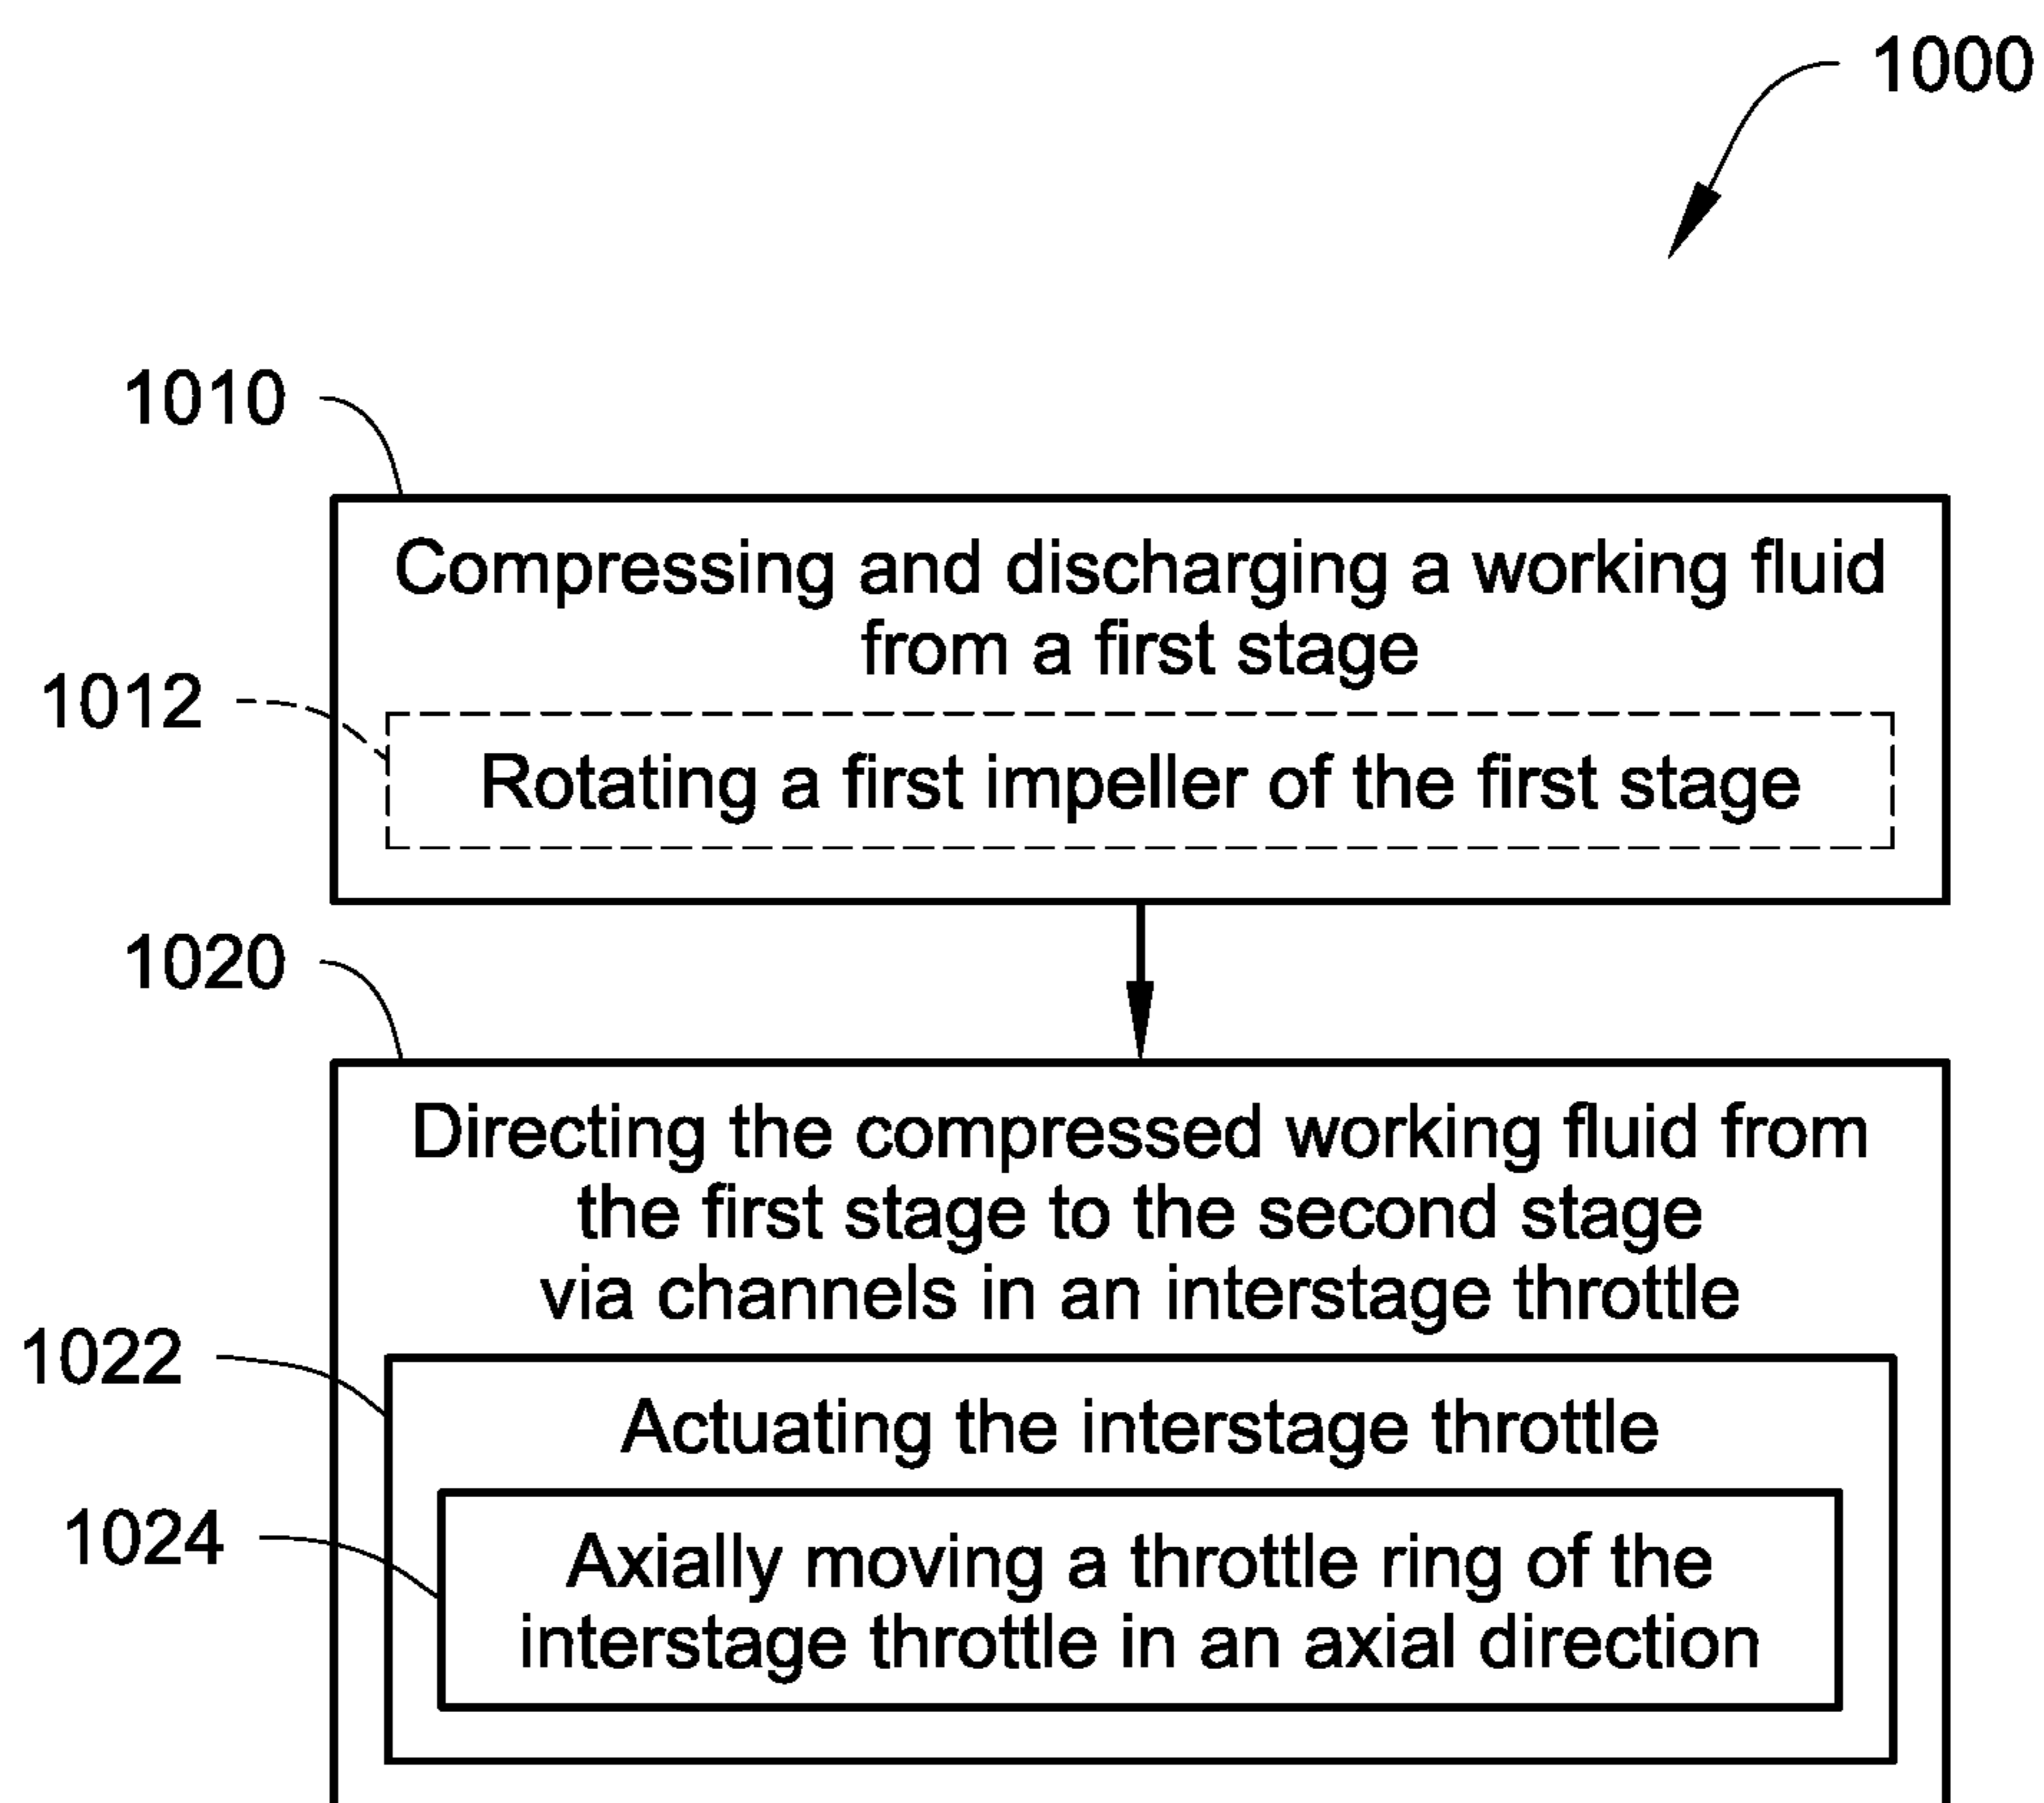 1000
1010
Compressing and discharging a working fluid
from a first stage
1012
Rotating a first impeller of the first stage
1020
Directing the compressed working fluid from
the first stage to the second stage
via channels in an interstage throttle
1022
Actuating the interstage throttle
1024
Axially moving a throttle ring of the
interstage throttle in an axial direction